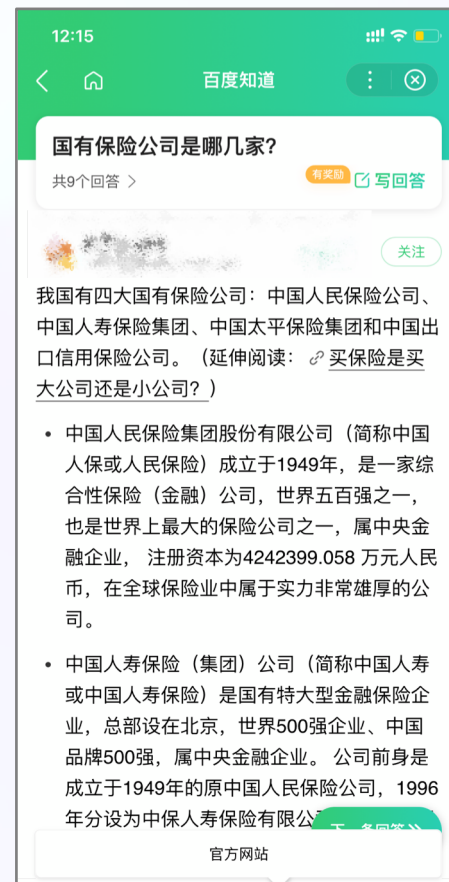 12:15
百度知道
国有保险公司是哪几家?
共9个回答 >
有奖励
写回答
关注
我国有四大国有保险公司：中国人民保险公司、
中国人寿保险集团、中国太平保险集团和中国出
口信用保险公司。（延伸阅读： 买保险是买
大公司还是小公司？）
• 中国人民保险集团股份有限公司（简称中国
人保或人民保险）成立于1949年，是一家综
合性保险（金融）公司，世界五百强之一，
也是世界上最大的保险公司之一，属中央金
融企业， 注册资本为4242399.058 万元人民
币，在全球保险业中属于实力非常雄厚的公
司。
• 中国人寿保险（集团）公司（简称中国人寿
或中国人寿保险）是国有特大型金融保险企
业，总部设在北京，世界500强企业、中国
品牌500强，属中央金融企业。 公司前身是
成立于1949年的原中国人民保险公司，1996
年分设为中保人寿保险有限公
官方网站